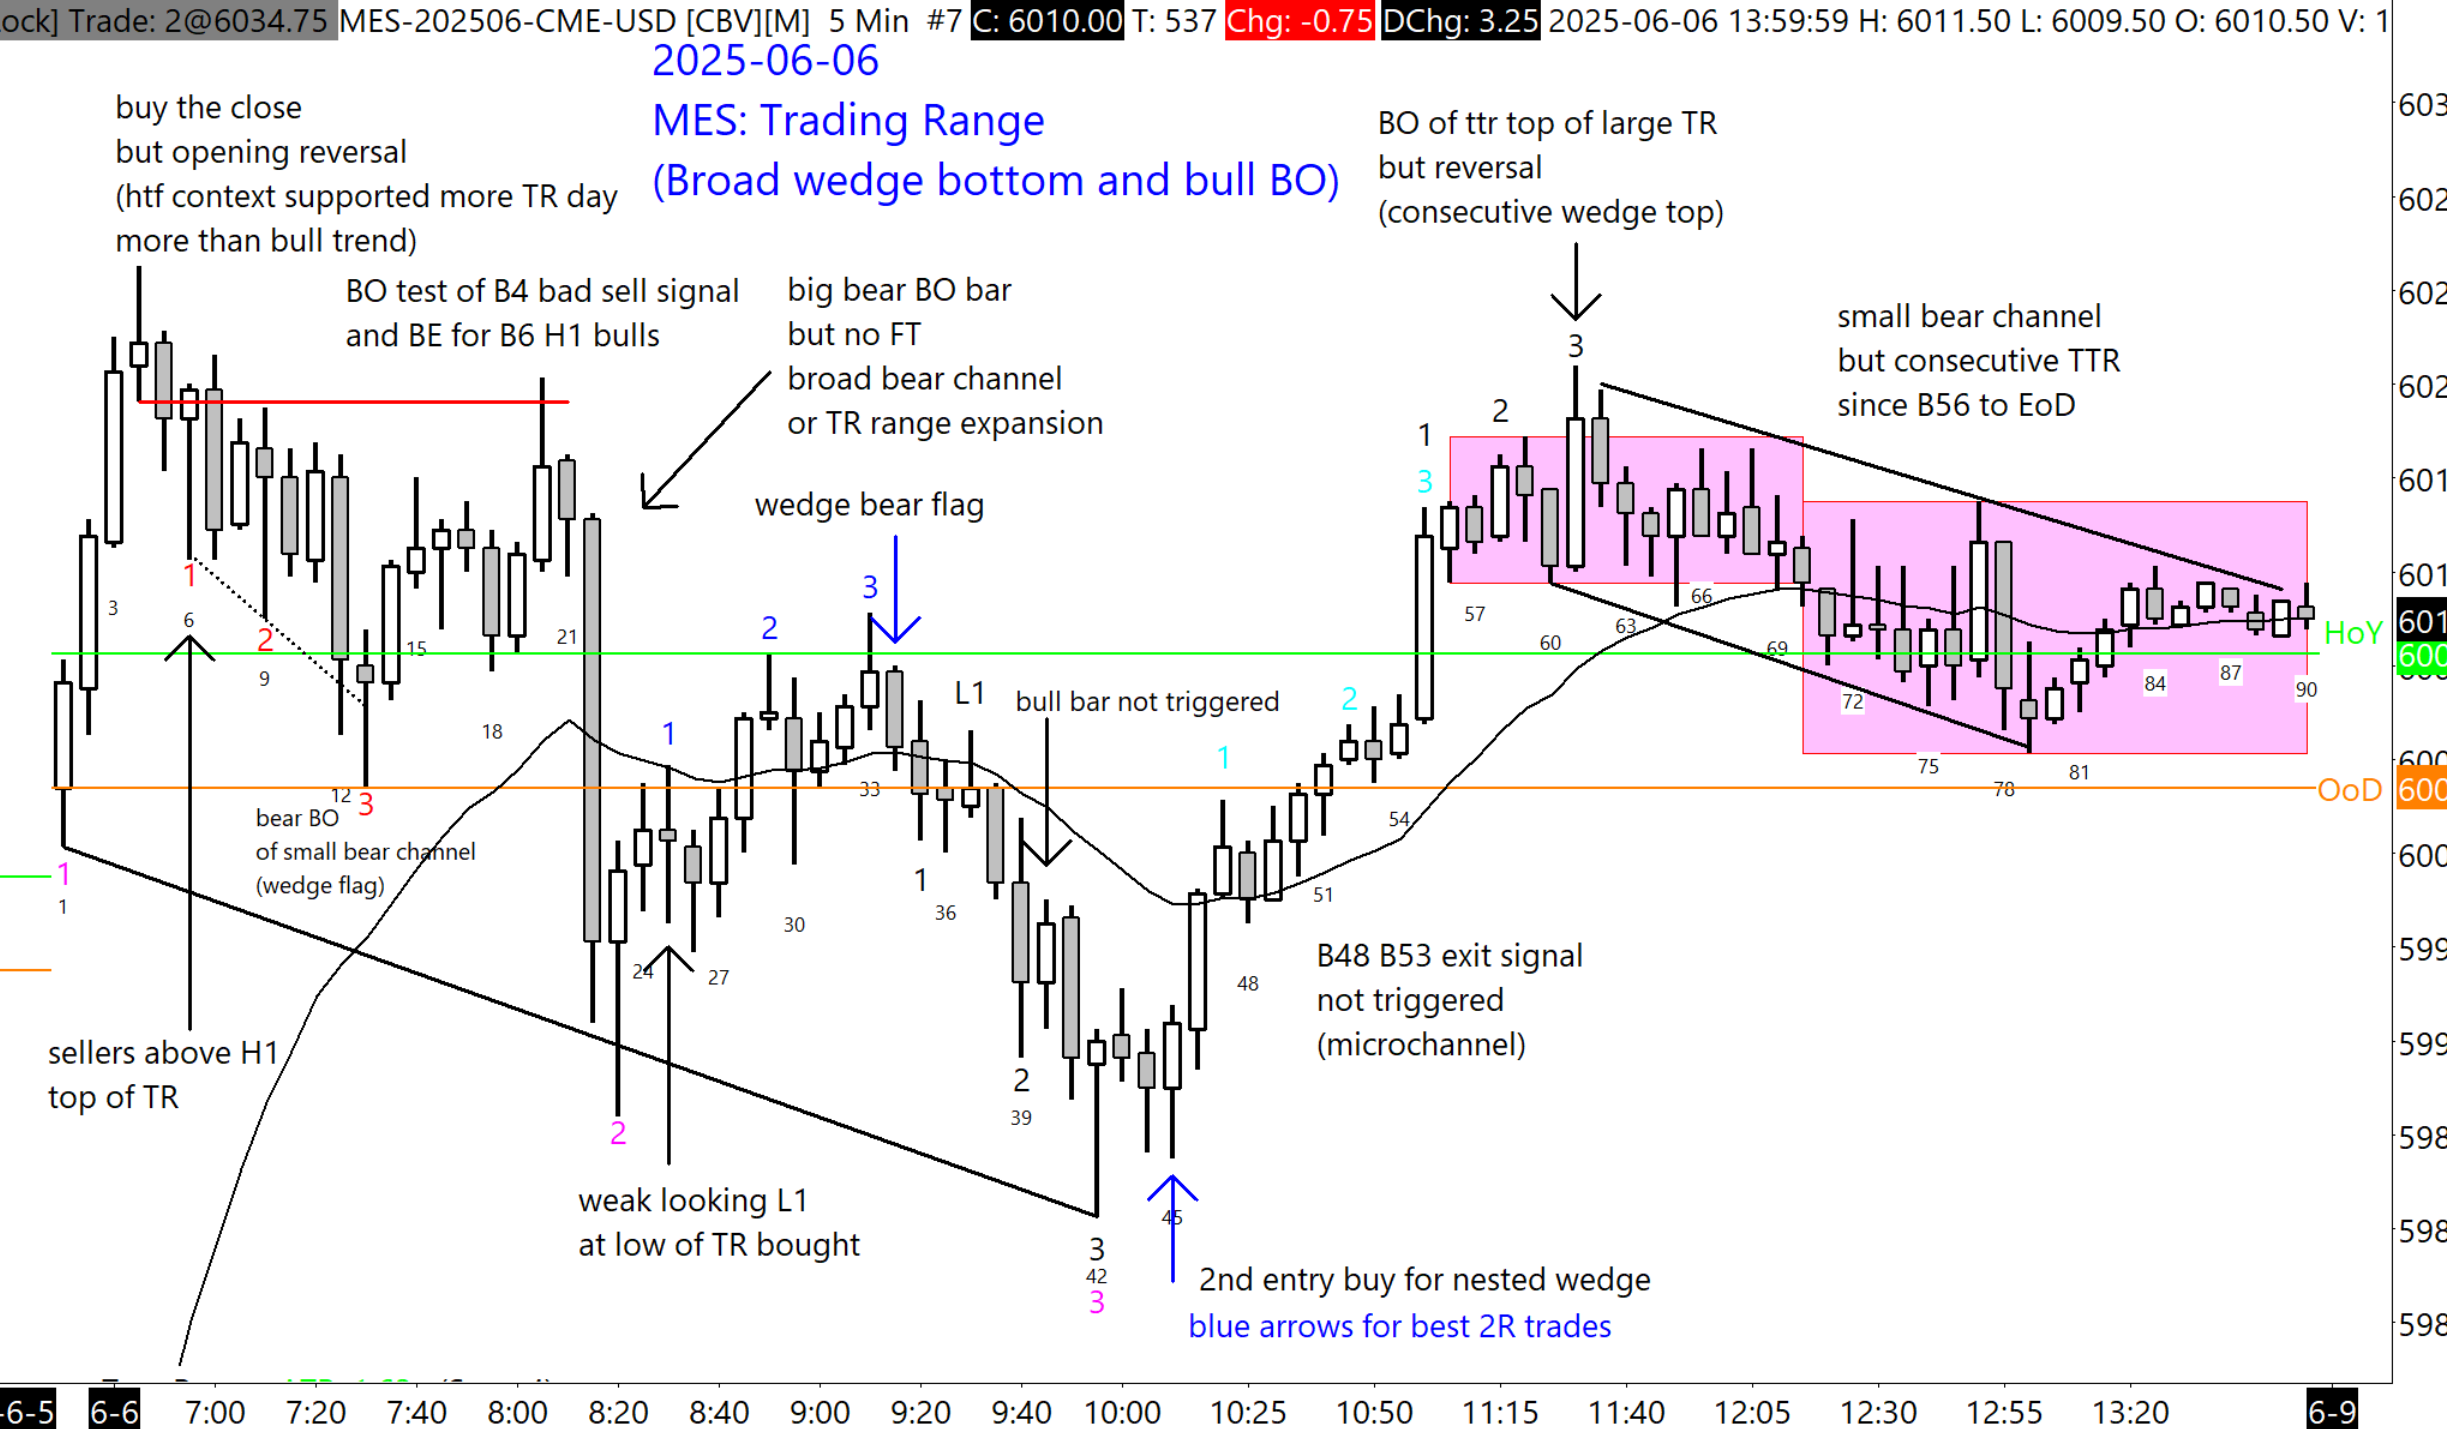 ock] Trade: 2@6034.75 MES-202506-CME-USD [CBV][M] 5 Min #7 C: 6010.00 T: 537 Chg: -0.75 DChg: 3.25 2025-06-06 13:59:59 H: 6011.50 L: 6009.50 O: 6010.50 V: 1
2025-06-06
MES: Trading Range
(Broad wedge bottom and bull BO)
buy the close
but opening reversal
(htf context supported more TR day
more than bull trend)
BO test of B4 bad sell signal
and BE for B6 H1 bulls
big bear BO bar
but no FT
broad bear channel
or TR range expansion
wedge bear flag
BO of ttr top of large TR
but reversal
(consecutive wedge top)
small bear channel
but consecutive TTR
since B56 to EoD
3
1
2
1
3
3
1
6
2
9
12
3
15
18
21
2
3
1
L1
bull bar not triggered
bear BO
of small bear channel
(wedge flag)
1
1
24
27
30
33
1
36
2
39
1
2
48
51
54
57
60
63
66
69
72
75
78
81
84
87
90
HoY
OoD
B48 B53 exit signal
not triggered
(microchannel)
sellers above H1
top of TR
2
weak looking L1
at low of TR bought
3
42
3
45
2nd entry buy for nested wedge
blue arrows for best 2R trades
603
602
602
602
601
601
601
600
600
600
600
599
599
598
598
598
-6-5 6-6 7:00 7:20 7:40 8:00 8:20 8:40 9:00 9:20 9:40 10:00 10:25 10:50 11:15 11:40 12:05 12:30 12:55 13:20 6-9